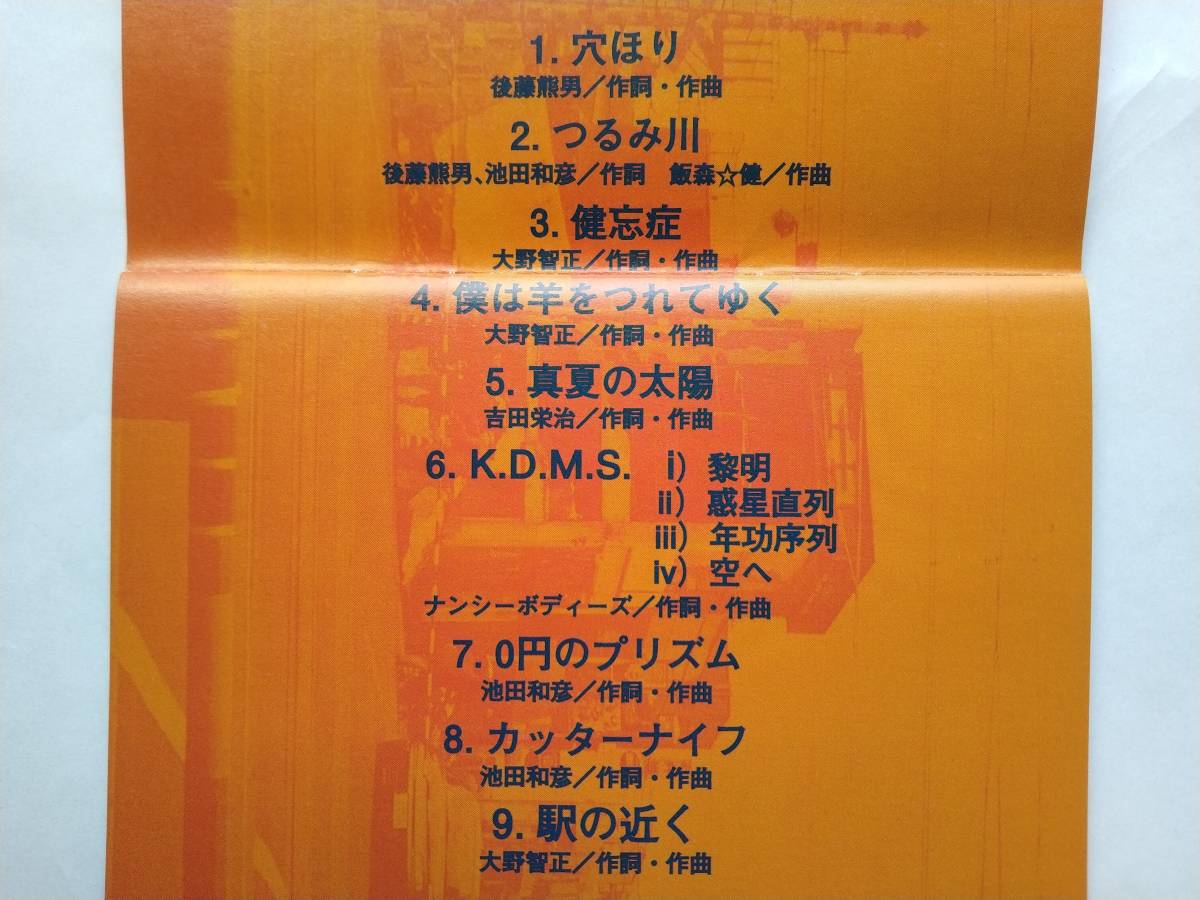 1. 穴ほり
後藤熊男／作詞・作曲
2. つるみ川
後藤熊男、池田和彦／作詞　飯森☆健／作曲
3. 健忘症
大野智正／作詞・作曲
4. 僕は羊をつれてゆく
大野智正／作詞・作曲
5. 真夏の太陽
吉田栄治／作詞・作曲
6. K.D.M.S.　i）黎明
ii）惑星直列
iii）年功序列
iv）空へ
ナンシーボディーズ／作詞・作曲
7. 0円のプリズム
池田和彦／作詞・作曲
8. カッターナイフ
池田和彦／作詞・作曲
9. 駅の近く
大野智正／作詞・作曲